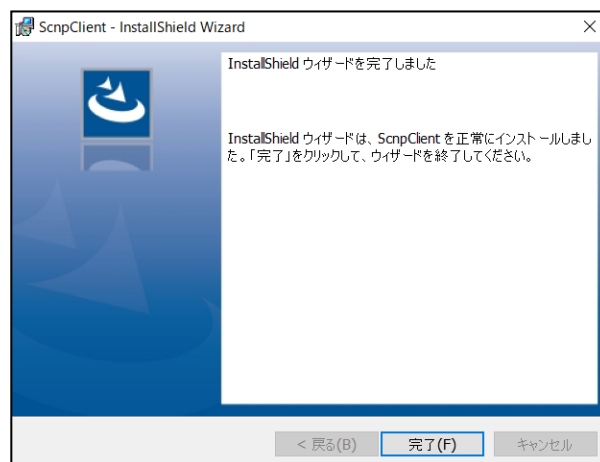 ScnpClient - InstallShield Wizard
InstallShield ウィザードを完了しました
InstallShield ウィザードは、ScnpClient を正常にインストールしまし
た。「完了」をクリックして、ウィザードを終了してください。
< 戻る(B) 完了(F) キャンセル